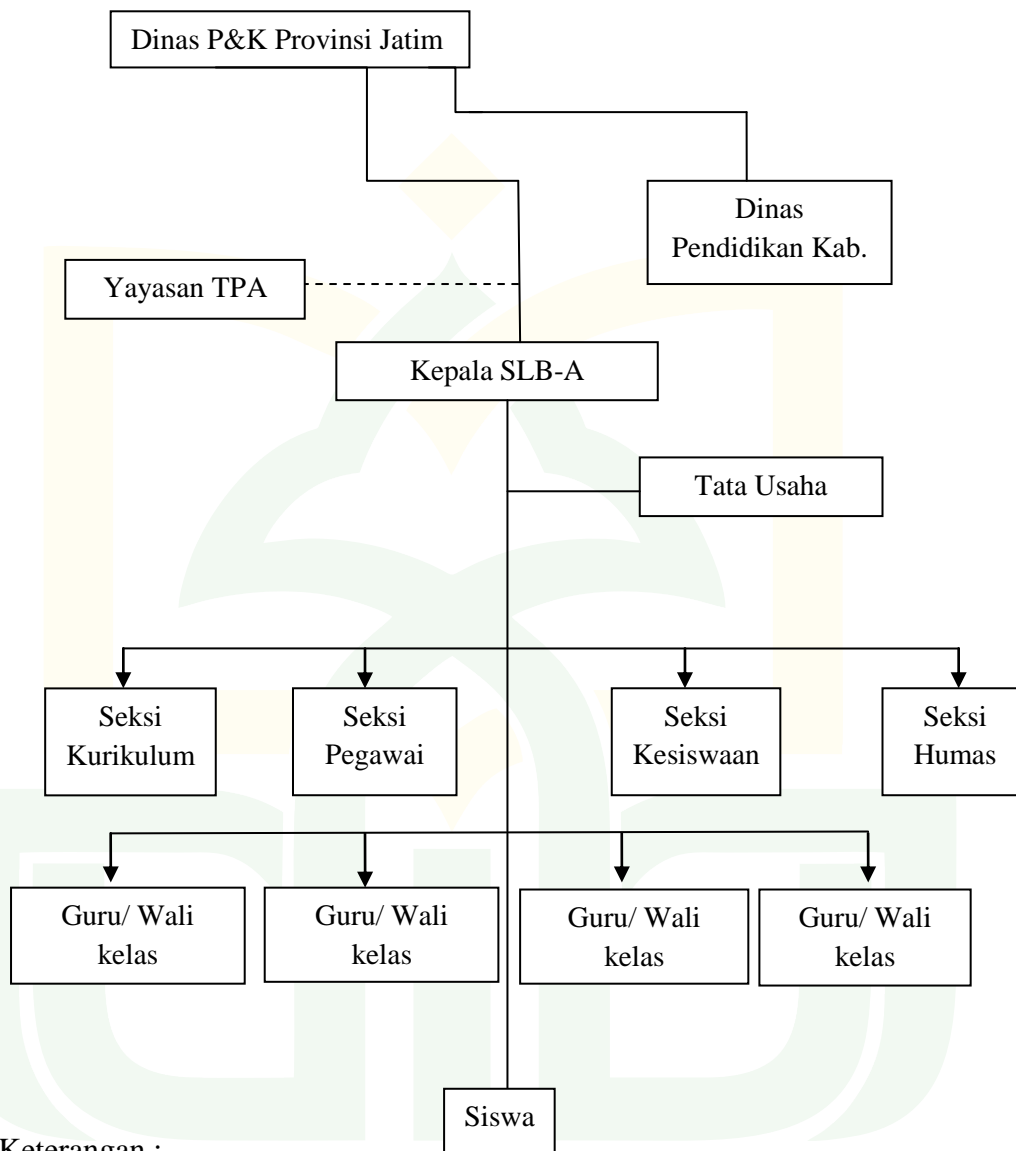 Dinas P&K Provinsi Jatim
Dinas
Pendidikan Kab.
Yayasan TPA
Kepala SLB-A
Tata Usaha
Seksi
Kurikulum
Seksi
Pegawai
Seksi
Kesiswaan
Seksi
Humas
Guru/ Wali
kelas
Guru/ Wali
kelas
Guru/ Wali
kelas
Guru/ Wali
kelas
Siswa
Keterangan :